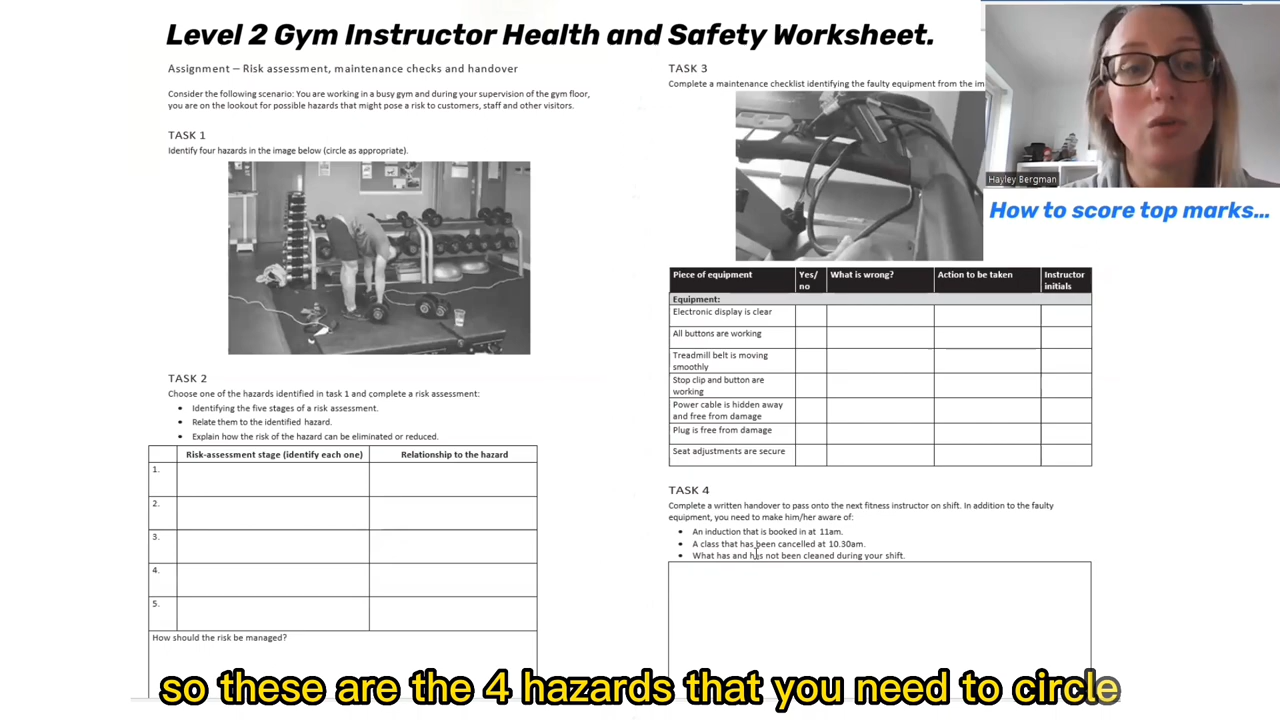 Level 2 Gym Instructor Health and Safety Worksheet.
Assignment – Risk assessment, maintenance checks and handover
Consider the following scenario: You are working in a busy gym and during your supervision of the gym floor,
you are on the lookout for possible hazards that might pose a risk to customers, staff and other visitors.
TASK 1
Identify four hazards in the image below (circle as appropriate).
TASK 2
Choose one of the hazards identified in task 1 and complete a risk assessment:
• Identifying the five stages of a risk assessment.
• Relate them to the identified hazard.
• Explain how the risk of the hazard can be eliminated or reduced.
Risk-assessment stage (identify each one) Relationship to the hazard
1.
2.
3.
4.
5.
How should the risk be managed?
TASK 3
Complete a maintenance checklist identifying the faulty equipment from the im
Piece of equipment Yes/ no What is wrong? Action to be taken Instructor initials
Equipment:
Electronic display is clear
All buttons are working
Treadmill belt is moving
smoothly
Stop clip and button are
working
Power cable is hidden away
and free from damage
Plug is free from damage
Seat adjustments are secure
TASK 4
Complete a written handover to pass onto the next fitness instructor on shift. In addition to the faulty
equipment, you need to make him/her aware of:
• An induction that is booked in at 11am.
• A class that has been cancelled at 10.30am.
• What has and has not been cleaned during your shift.
Hayley Bergman
How to score top marks...
so these are the 4 hazards that you need to circle